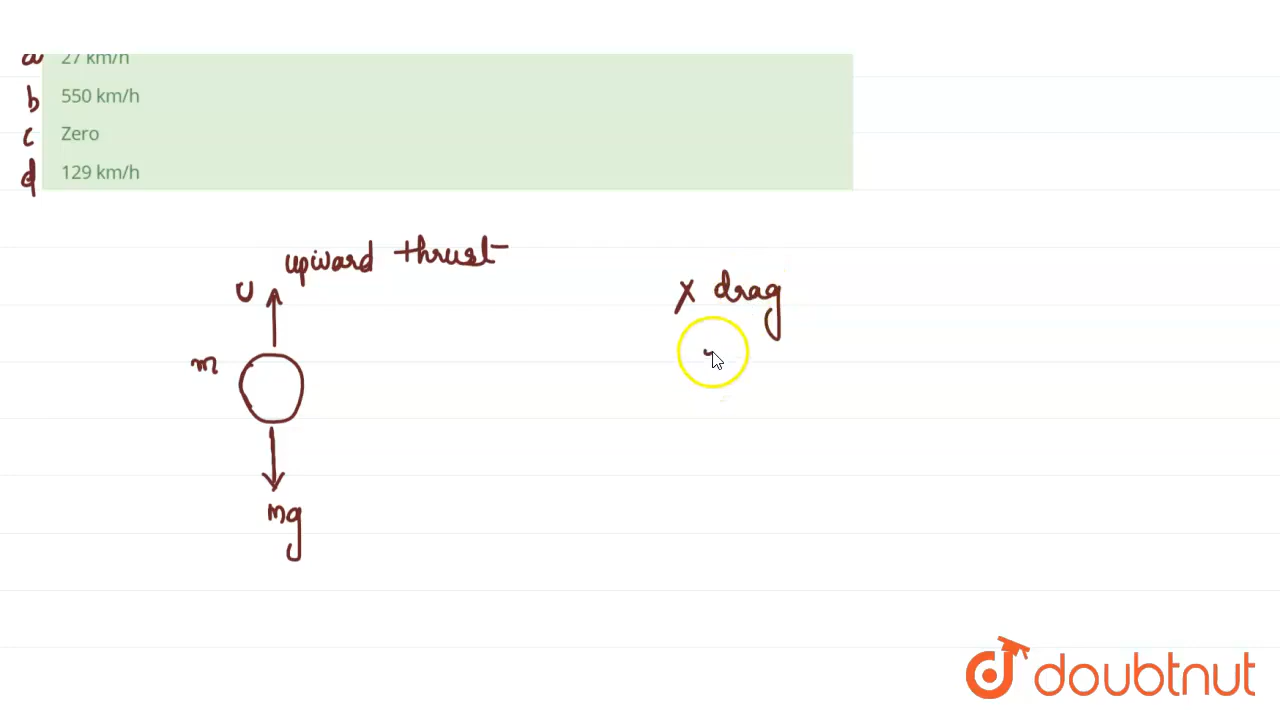 a 27 km/h
b 550 km/h
c Zero
d 129 km/h
upward thrust
U
X drag
m
mg
doubtnut